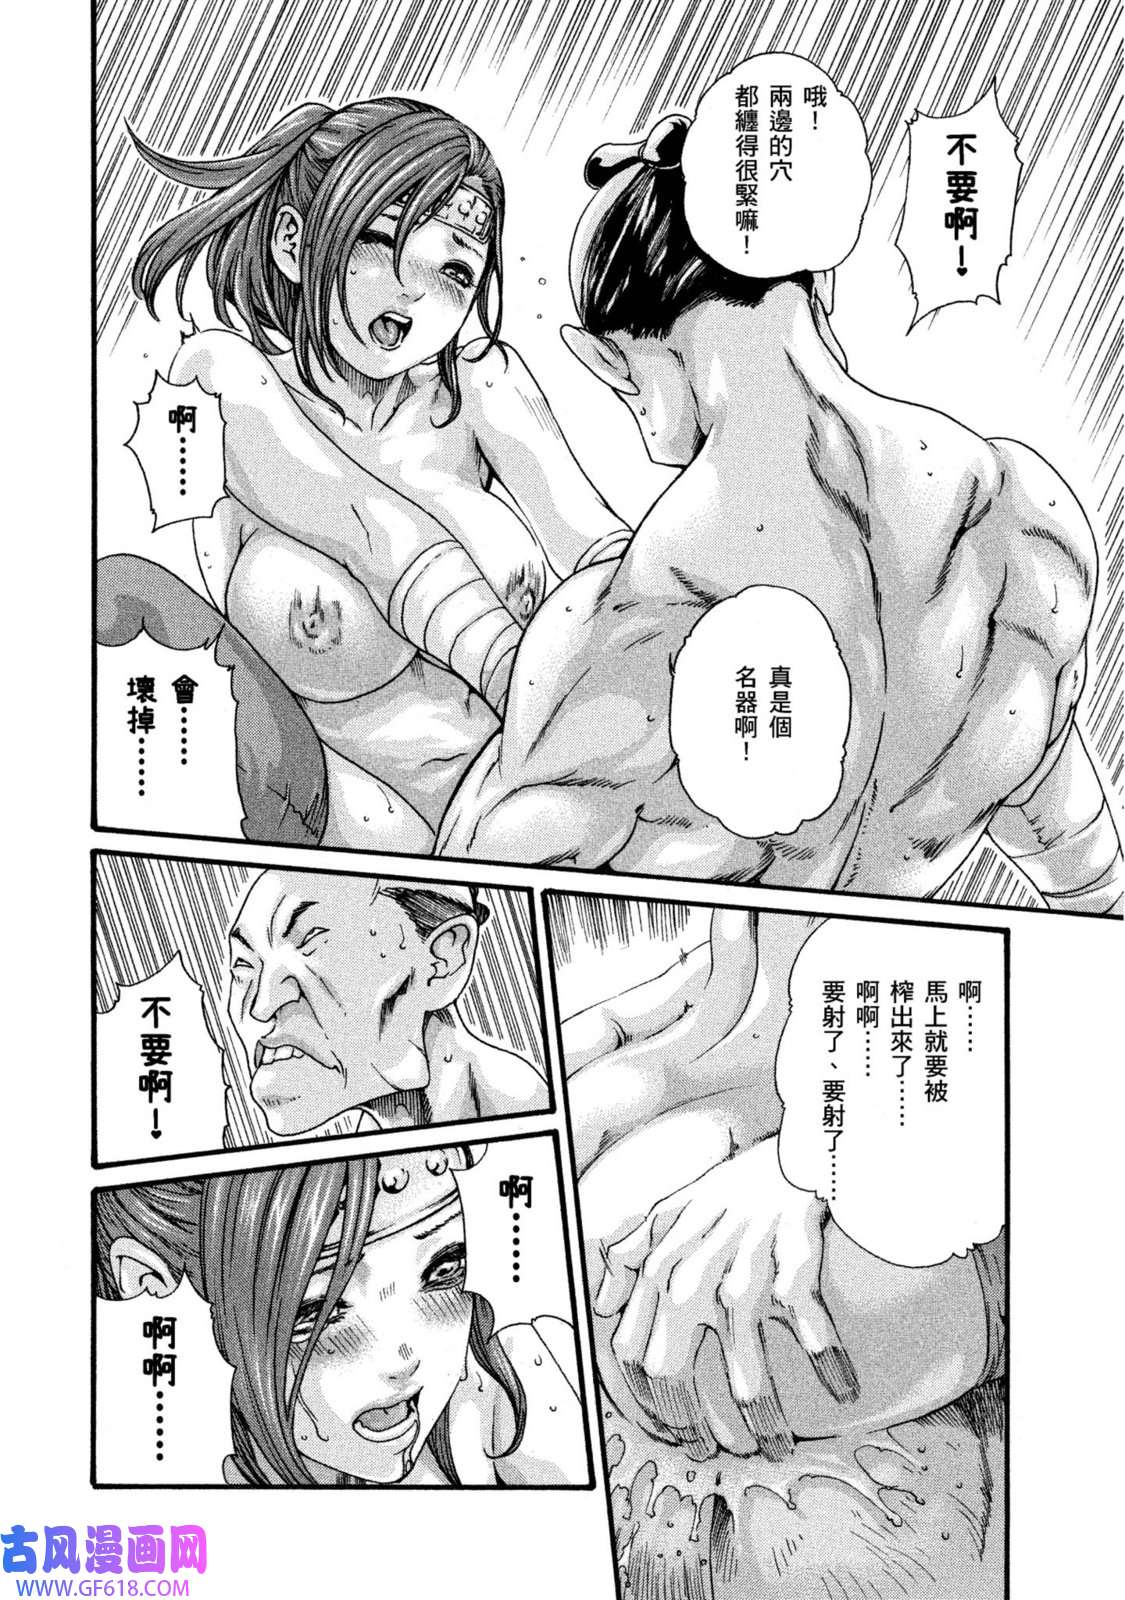 不要啊！♥
哦！
兩邊的穴
都纏得很緊嘛！
啊……
真是個
名器啊！
會……
壞掉……
啊……
馬上就要被
榨出來了……
啊啊……
要射了、要射了……
不要啊！♥
啊……
啊啊……
古风漫画网
WWW.GF618.COM